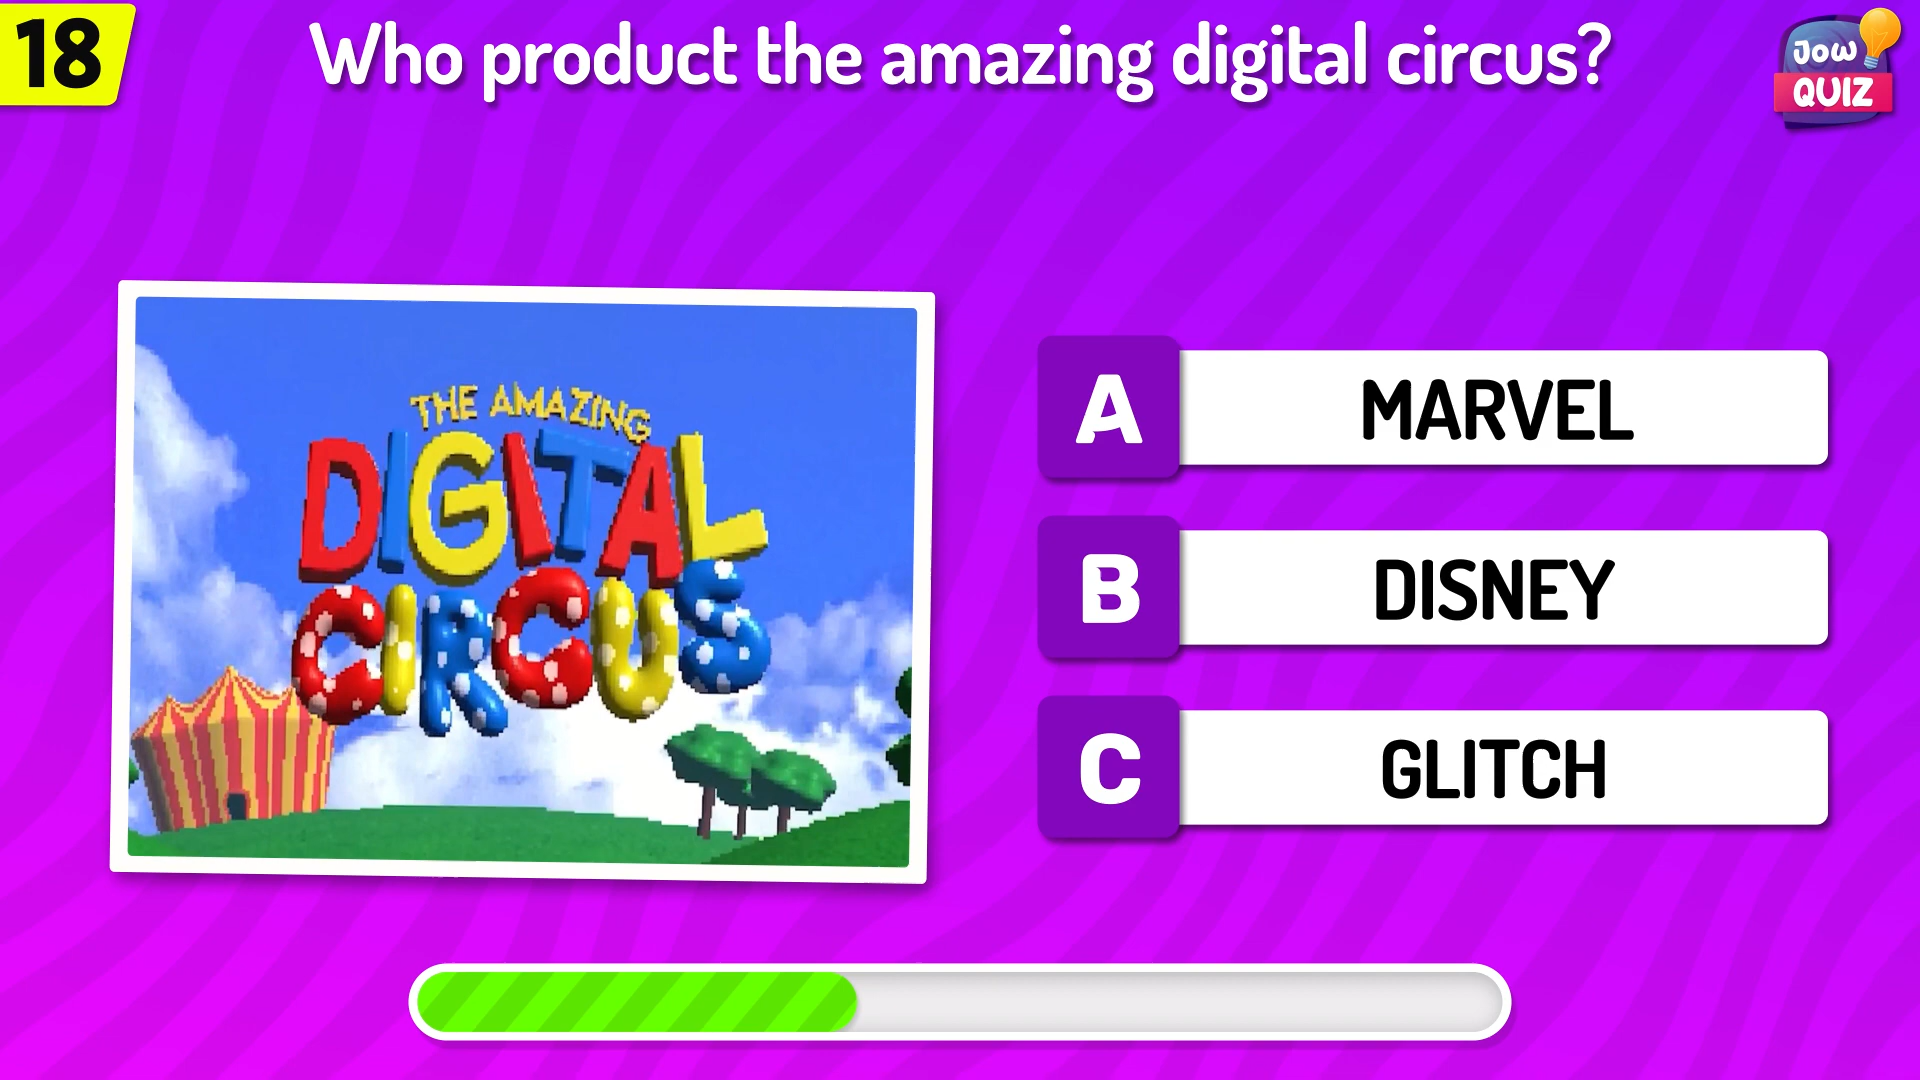 18
Who product the amazing digital circus?
JOW
QUIZ
THE AMAZING
DIGITAL
CIRCUS
A MARVEL
B DISNEY
C GLITCH